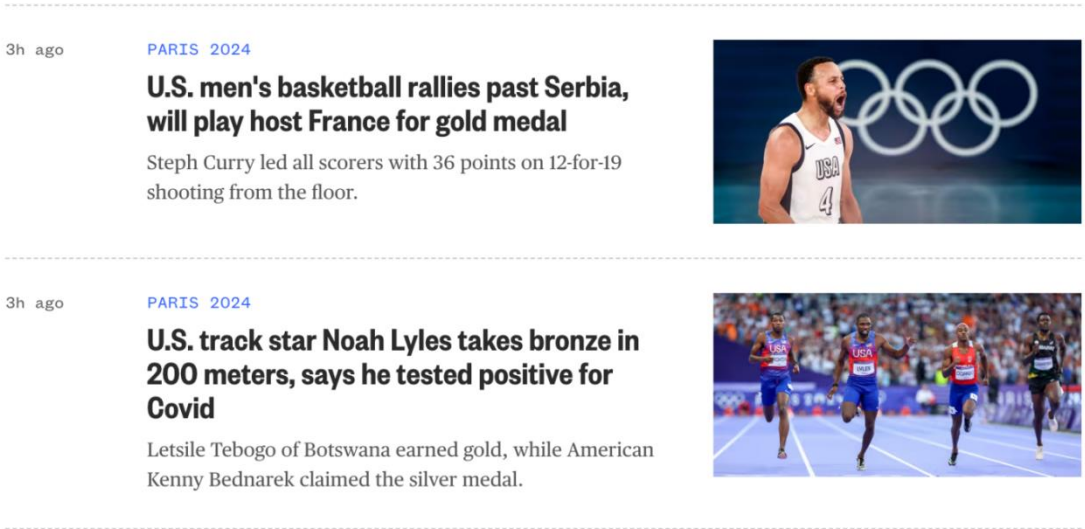 3h ago
PARIS 2024
U.S. men's basketball rallies past Serbia,
will play host France for gold medal
Steph Curry led all scorers with 36 points on 12-for-19
shooting from the floor.
USA
4
3h ago
PARIS 2024
U.S. track star Noah Lyles takes bronze in
200 meters, says he tested positive for
Covid
Letsile Tebogo of Botswana earned gold, while American
Kenny Bednarek claimed the silver medal.
USA
USA
LYLES